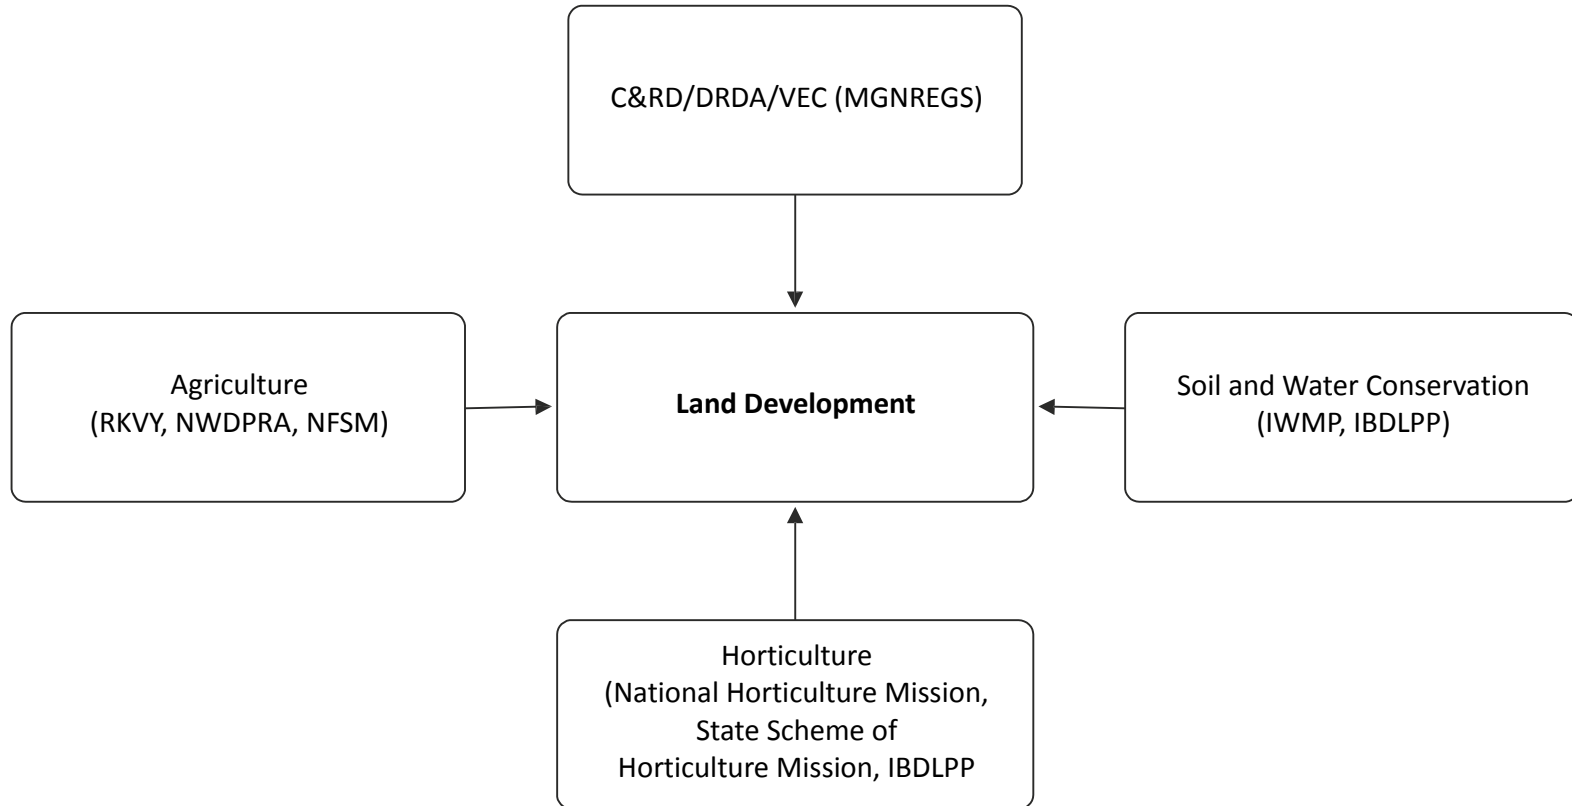 C&RD/DRDA/VEC (MGNREGS)
Agriculture
(RKVY, NWDPRA, NFSM)
Land Development
Soil and Water Conservation
(IWMP, IBDLPP)
Horticulture
(National Horticulture Mission,
State Scheme of
Horticulture Mission, IBDLPP